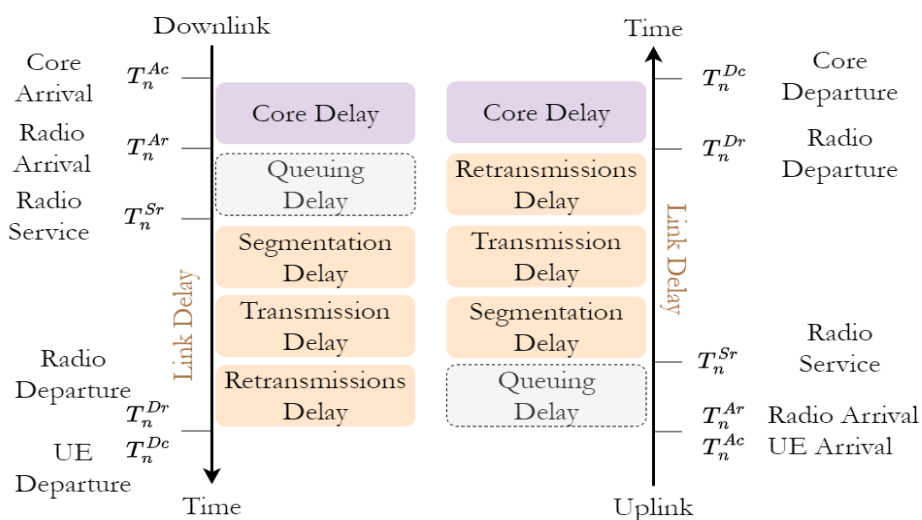 Downlink
Core
Arrival
T_n^{Ac}
Radio
Arrival
T_n^{Ar}
Radio
Service
T_n^{Sr}
Link Delay
Radio
Departure
T_n^{Dr}
T_n^{Dc}
UE
Departure
Time
Core Delay
Queuing
Delay
Segmentation
Delay
Transmission
Delay
Retransmissions
Delay
Time
Core Delay
Retransmissions
Delay
Transmission
Delay
Segmentation
Delay
Queuing
Delay
Link Delay
T_n^{Dc}
Core
Departure
T_n^{Dr}
Radio
Departure
T_n^{Sr}
Radio
Service
T_n^{Ar} Radio Arrival
T_n^{Ac} UE Arrival
Uplink